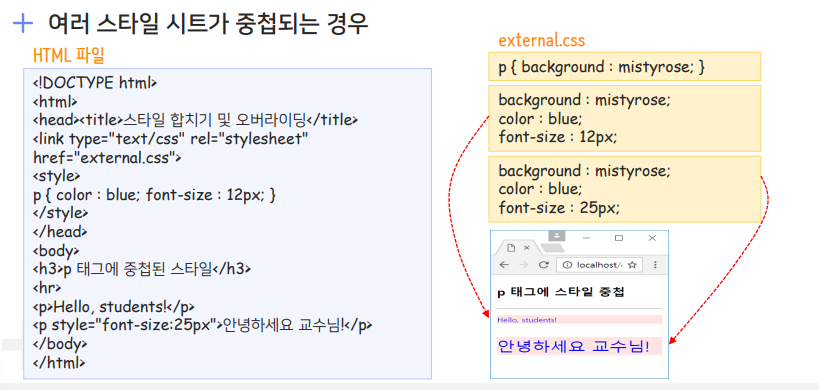 여러 스타일 시트가 중첩되는 경우
HTML 파일
<!DOCTYPE html>
<html>
<head><title>스타일 합치기 및 오버라이딩</title>
<link type="text/css" rel="stylesheet"
href="external.css">
<style>
p { color : blue; font-size : 12px; }
</style>
</head>
<body>
<h3>p 태그에 중첩된 스타일</h3>
<hr>
<p>Hello, students!</p>
<p style="font-size:25px">안녕하세요 교수님!</p>
</body>
</html>
external.css
p { background : mistyrose; }
background : mistyrose;
color : blue;
font-size : 12px;
background : mistyrose;
color : blue;
font-size : 25px;
localhost/
p 태그에 스타일 중첩
Hello, students!
안녕하세요 교수님!